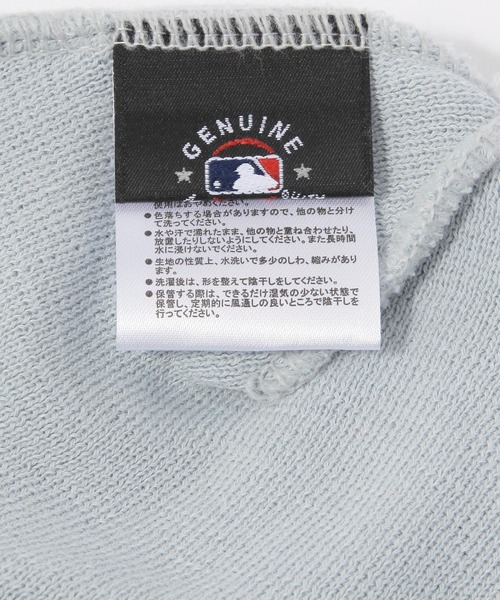 GENUINE
使用はおやめください。
●色落ちする場合がありますので、他の物と分け
て洗ってください。
●水や汗で濡れたまま、他の物と重ね合わせたり、
放置したりしないようにしてください。また長時間
水に浸けないでください。
●生地の性質上、水洗いで多少のしわ、縮みがあり
ます。
●洗濯後は、形を整えて陰干しをしてください。
●保管する際は、できるだけ湿気の少ない状態で
保管し、定期的に風通しの良いところで陰干しを
行ってください。